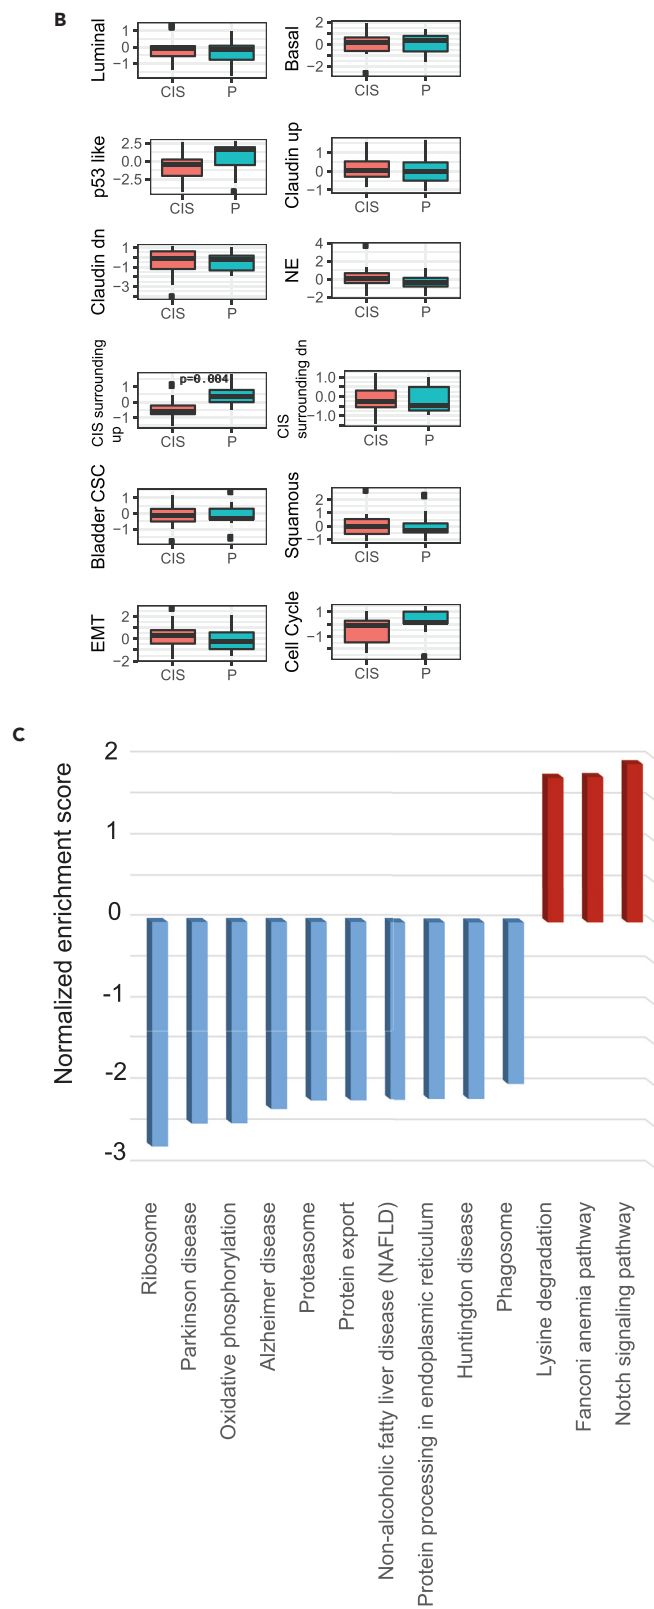 B
Luminal
1
0
−1
CIS
P
Basal
2
0
−2
CIS
P
p53 like
2.5
0.0
−2.5
CIS
P
Claudin up
1
0
−1
CIS
P
Claudin dn
1
−1
−3
CIS
P
NE
4
2
0
−2
CIS
P
CIS surrounding
up
1
0
−1
p=0.004
CIS
P
CIS
surrounding dn
1.0
0.0
−1.0
CIS
P
Bladder CSC
1
0
−1
CIS
P
Squamous
2
1
0
−1
CIS
P
EMT
2
0
−2
CIS
P
Cell Cycle
1
−1
CIS
P
C
Normalized enrichment score
2
1
0
-1
-2
-3
Ribosome
Parkinson disease
Oxidative phosphorylation
Alzheimer disease
Proteasome
Protein export
Non-alcoholic fatty liver disease (NAFLD)
Protein processing in endoplasmic reticulum
Huntington disease
Phagosome
Lysine degradation
Fanconi anemia pathway
Notch signaling pathway